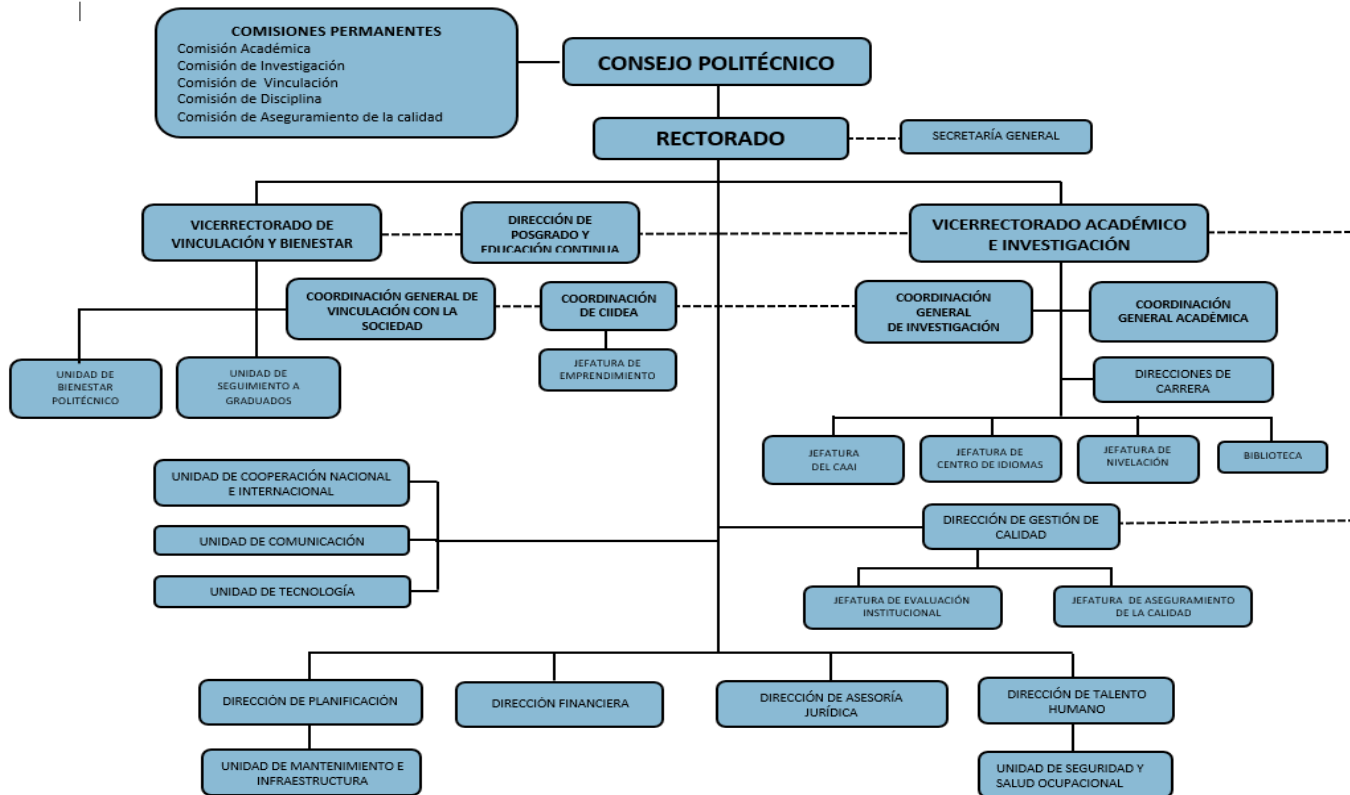 COMISIONES PERMANENTES
Comisión Académica
Comisión de Investigación
Comisión de Vinculación
Comisión de Disciplina
Comisión de Aseguramiento de la calidad
CONSEJO POLITÉCNICO
RECTORADO
SECRETARÍA GENERAL
VICERRECTORADO DE
VINCULACIÓN Y BIENESTAR
DIRECCIÓN DE
POSGRADO Y
EDUCACIÓN CONTINUA
VICERRECTORADO ACADÉMICO
E INVESTIGACIÓN
COORDINACIÓN GENERAL DE
VINCULACIÓN CON LA
SOCIEDAD
COORDINACIÓN
DE CIIDEA
COORDINACIÓN
GENERAL
DE INVESTIGACIÓN
COORDINACIÓN
GENERAL ACADÉMICA
UNIDAD DE
BIENESTAR
POLITÉCNICO
UNIDAD DE
SEGUIMIENTO A
GRADUADOS
JEFATURA DE
EMPRENDIMIENTO
DIRECCIONES DE
CARRERA
JEFATURA
DEL CAAI
JEFATURA DE
CENTRO DE IDIOMAS
JEFATURA DE
NIVELACIÓN
BIBLIOTECA
UNIDAD DE COOPERACIÓN NACIONAL
E INTERNACIONAL
UNIDAD DE COMUNICACIÓN
UNIDAD DE TECNOLOGÍA
DIRECCIÓN DE GESTIÓN DE
CALIDAD
JEFATURA DE EVALUACIÓN
INSTITUCIONAL
JEFATURA DE ASEGURAMIENTO
DE LA CALIDAD
DIRECCIÓN DE PLANIFICACIÓN
DIRECCIÓN FINANCIERA
DIRECCIÓN DE ASESORÍA
JURÍDICA
DIRECCIÓN DE TALENTO
HUMANO
UNIDAD DE MANTENIMIENTO E
INFRAESTRUCTURA
UNIDAD DE SEGURIDAD Y
SALUD OCUPACIONAL